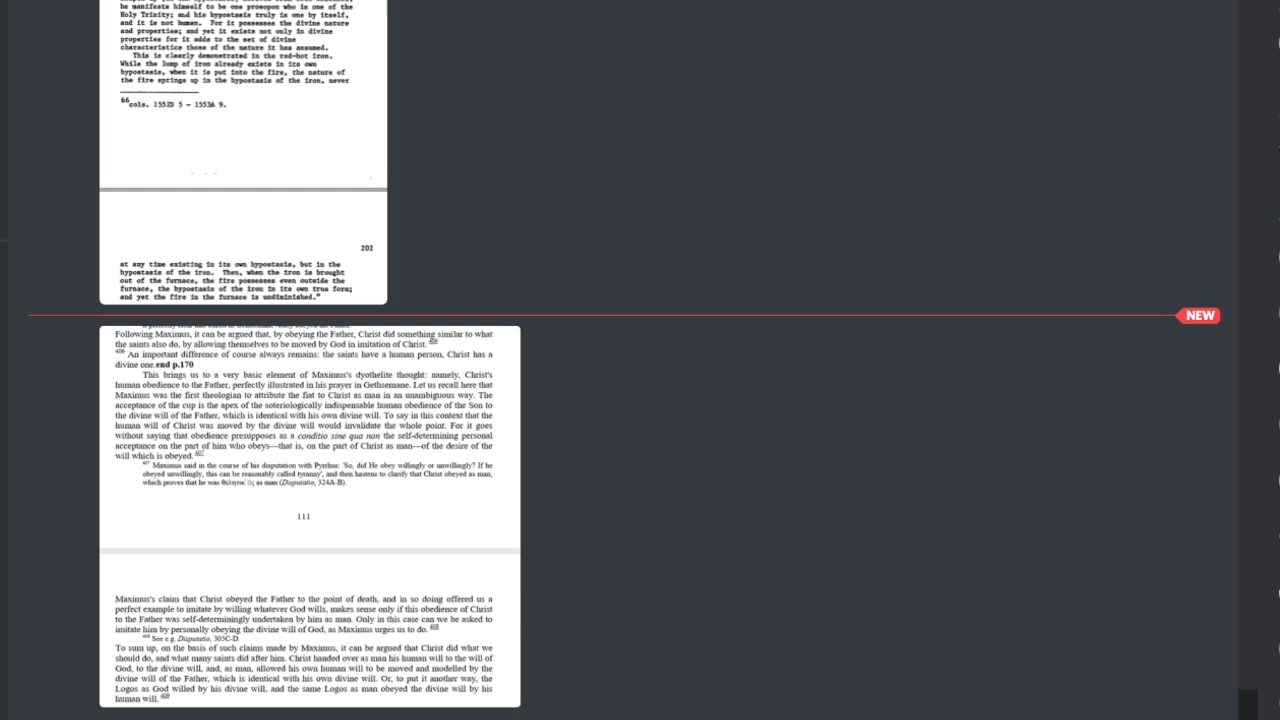 he manifests himself to be one prosopon who is one of the
Holy Trinity; and his hypostasis truly is one by itself,
and it is not human. For it possesses the divine nature
and properties; and yet it exists not only in divine
properties for it adds to the set of divine
characteristics those of the nature it has assumed.
This is clearly demonstrated in the red-hot iron.
While the lump of iron already exists in its own
hypostasis, when it is put into the fire, the nature of
the fire springs up in the hypostasis of the iron, never
66 cols. 1552D 5 - 1553A 9.
202
at any time existing in its own hypostasis, but in the
hypostasis of the iron. Then, when the iron is brought
out of the furnace, the fire possesses even outside the
furnace, the hypostasis of the iron in its own true form;
and yet the fire in the furnace is undiminished."
NEW
Following Maximus, it can be argued that, by obeying the Father, Christ did something similar to what
the saints also do, by allowing themselves to be moved by God in imitation of Christ. 406
406 An important difference of course always remains: the saints have a human person, Christ has a
divine one.end p.170
This brings us to a very basic element of Maximus's dyothelite thought: namely, Christ's
human obedience to the Father, perfectly illustrated in his prayer in Gethsemane. Let us recall here that
Maximus was the first theologian to attribute the fiat to Christ as man in an unambiguous way. The
acceptance of the cup is the apex of the soteriologically indispensable human obedience of the Son to
the divine will of the Father, which is identical with his own divine will. To say in this context that the
human will of Christ was moved by the divine will would invalidate the whole point. For it goes
without saying that obedience presupposes as a conditio sine qua non the self-determining personal
acceptance on the part of him who obeys—that is, on the part of Christ as man—of the desire of the
will which is obeyed. 407
407 Maximus said in the course of his disputation with Pyrrhus: 'So, did He obey willingly or unwillingly? If he
obeyed unwillingly, this can be reasonably called tyranny', and then hastens to clarify that Christ obeyed as man,
which proves that he was as man (Disputatio, 324A-B).
111
Maximus's claim that Christ obeyed the Father to the point of death, and in so doing offered us a
perfect example to imitate by willing whatever God wills, makes sense only if this obedience of Christ
to the Father was self-determiningly undertaken by him as man. Only in this case can we be asked to
imitate him by personally obeying the divine will of God, as Maximus urges us to do. 408
408 See e.g. Disputatio, 305C-D.
To sum up, on the basis of such claims made by Maximus, it can be argued that Christ did what we
should do, and what many saints did after him. Christ handed over as man his human will to the will of
God, to the divine will, and, as man, allowed his own human will to be moved and modelled by the
divine will of the Father, which is identical with his own divine will. Or, to put it another way, the
Logos as God willed by his divine will, and the same Logos as man obeyed the divine will by his
human will. 409